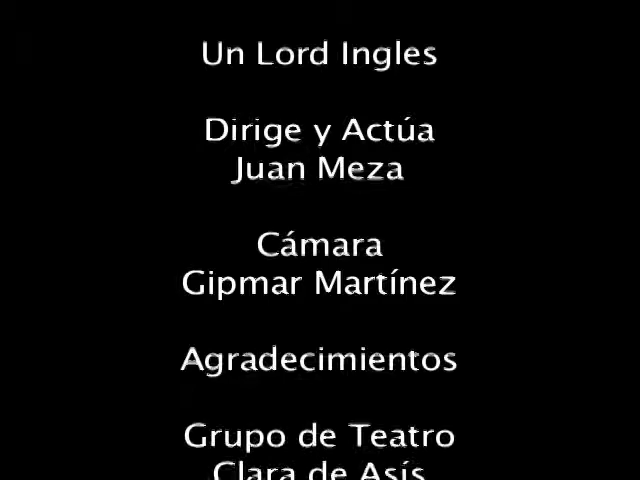 Un Lord Ingles
Dirige y Actúa
Juan Meza
Cámara
Gipmar Martínez
Agradecimientos
Grupo de Teatro
Clara de Asís